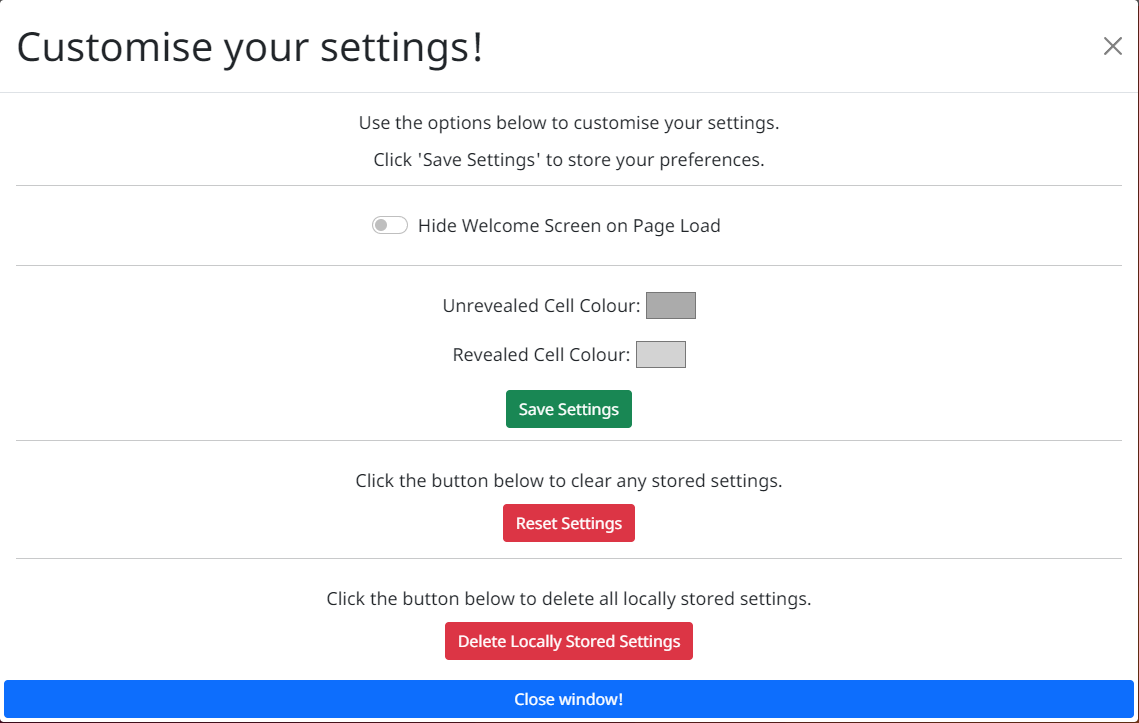 Customise your settings!
Use the options below to customise your settings.
Click 'Save Settings' to store your preferences.
Hide Welcome Screen on Page Load
Unrevealed Cell Colour:
Revealed Cell Colour:
Save Settings
Click the button below to clear any stored settings.
Reset Settings
Click the button below to delete all locally stored settings.
Delete Locally Stored Settings
Close window!